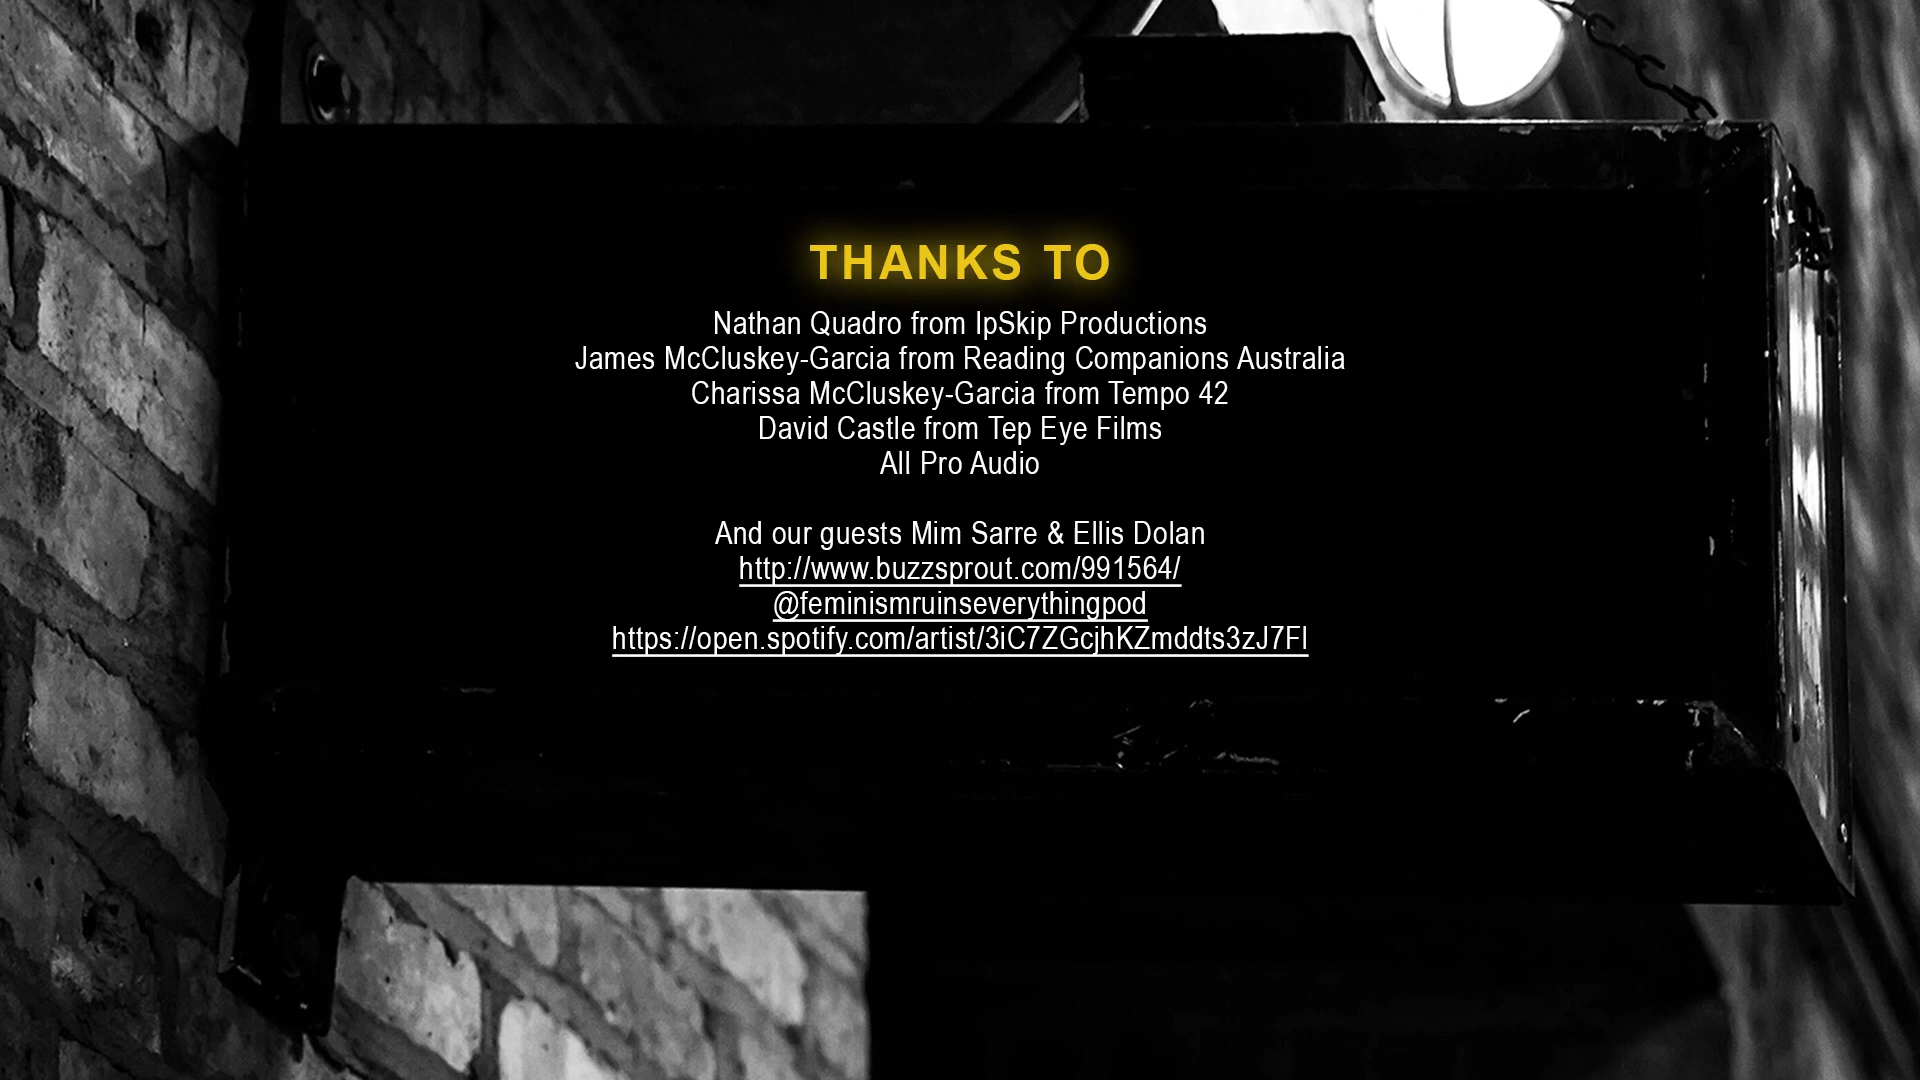 THANKS TO
Nathan Quadro from IpSkip Productions
James McCluskey-Garcia from Reading Companions Australia
Charissa McCluskey-Garcia from Tempo 42
David Castle from Tep Eye Films
All Pro Audio
And our guests Mim Sarre & Ellis Dolan
http://www.buzzsprout.com/991564/
@feminismruinseverythingpod
https://open.spotify.com/artist/3iC7ZGcjhKZmddts3zJ7FI